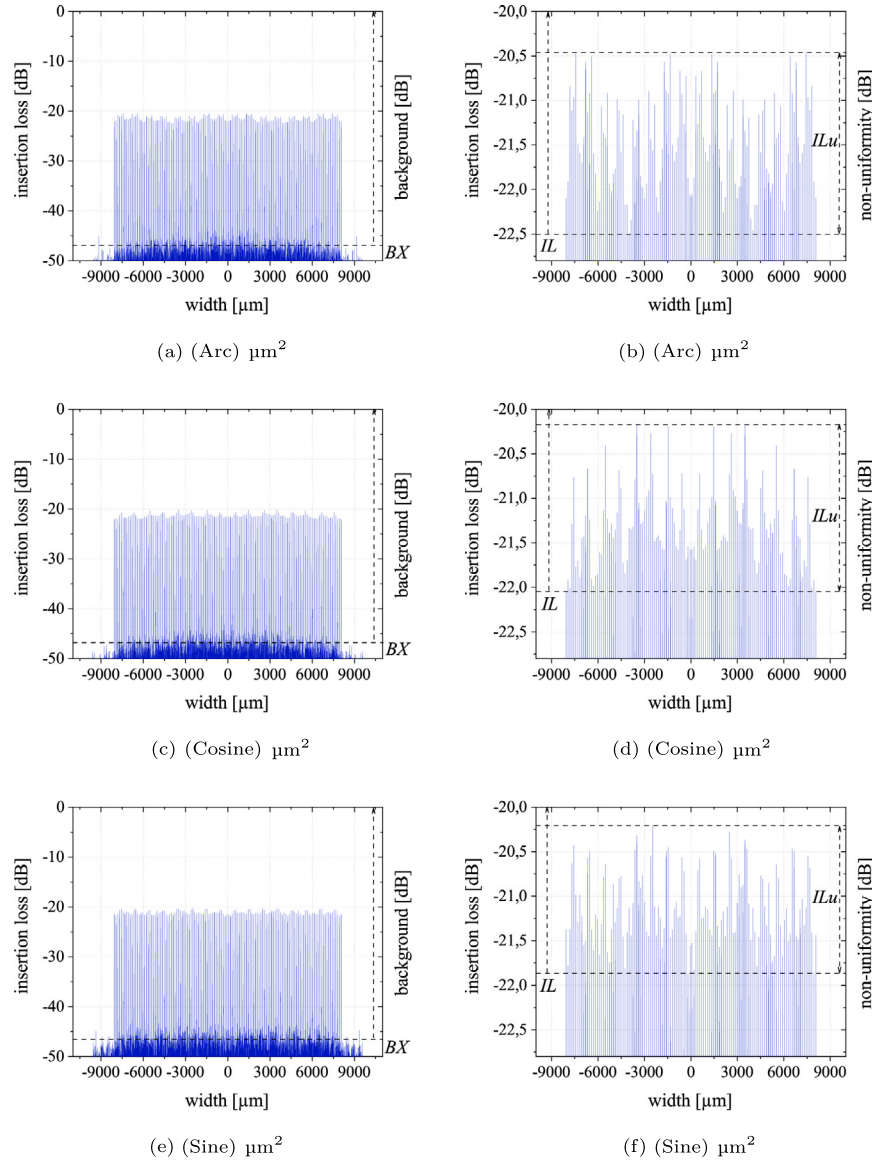 0
-10
-20
-30
-40
-50
-9000 -6000 -3000 0 3000 6000 9000
width [µm]
insertion loss [dB]
background [dB]
BX
(a) (Arc) µm²
-20,0
-20,5
-21,0
-21,5
-22,0
-22,5
-9000 -6000 -3000 0 3000 6000 9000
width [µm]
insertion loss [dB]
non-uniformity [dB]
ILu
IL
(b) (Arc) µm²
0
-10
-20
-30
-40
-50
-9000 -6000 -3000 0 3000 6000 9000
width [µm]
insertion loss [dB]
background [dB]
BX
(c) (Cosine) µm²
-20,0
-20,5
-21,0
-21,5
-22,0
-22,5
-9000 -6000 -3000 0 3000 6000 9000
width [µm]
insertion loss [dB]
non-uniformity [dB]
ILu
IL
(d) (Cosine) µm²
0
-10
-20
-30
-40
-50
-9000 -6000 -3000 0 3000 6000 9000
width [µm]
insertion loss [dB]
background [dB]
BX
(e) (Sine) µm²
-20,0
-20,5
-21,0
-21,5
-22,0
-22,5
-9000 -6000 -3000 0 3000 6000 9000
width [µm]
insertion loss [dB]
non-uniformity [dB]
ILu
IL
(f) (Sine) µm²